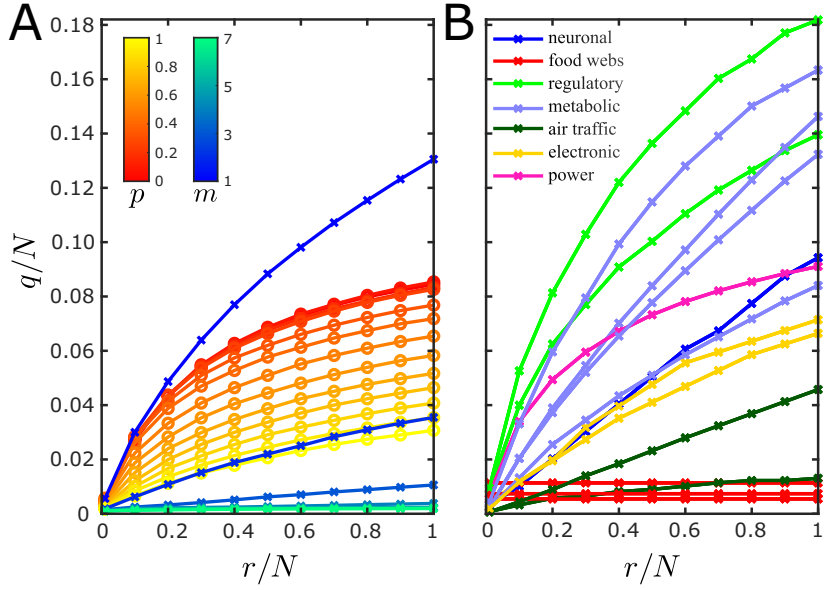 A
B
q/N
0.18
0.16
0.14
0.12
0.10
0.08
0.06
0.04
0.02
0
1
0.8
0.6
0.4
0.2
0
p
7
5
3
1
m
0 0.2 0.4 0.6 0.8 1
r/N
neuronal
food webs
regulatory
metabolic
air traffic
electronic
power
0 0.2 0.4 0.6 0.8 1
r/N